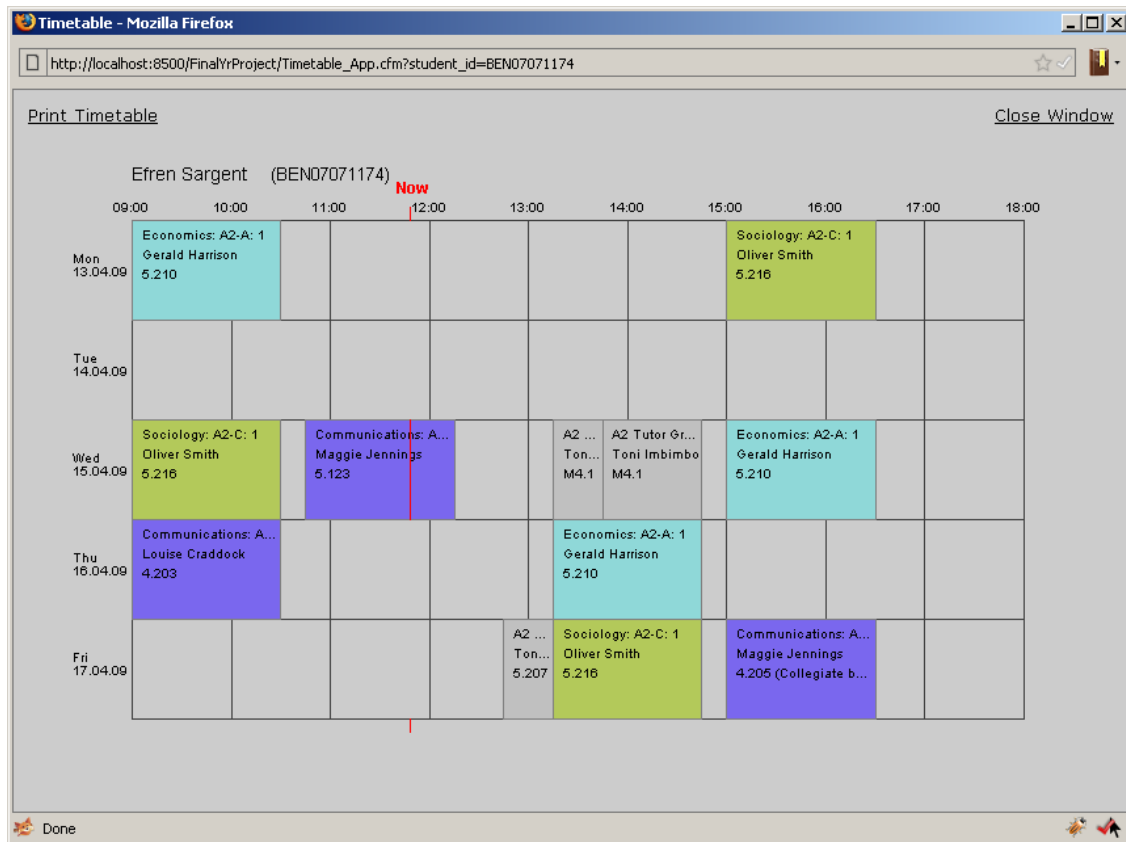 Timetable - Mozilla Firefox
http://localhost:8500/FinalYrProject/Timetable_App.cfm?student_id=BEN07071174
Print Timetable
Close Window
Efren Sargent (BEN07071174)
Now
09:00 10:00 11:00 12:00 13:00 14:00 15:00 16:00 17:00 18:00
Mon
13.04.09
Economics: A2-A: 1
Gerald Harrison
5.210
Sociology: A2-C: 1
Oliver Smith
5.216
Tue
14.04.09
Wed
15.04.09
Sociology: A2-C: 1
Oliver Smith
5.216
Communications: A...
Maggie Jennings
5.123
A2 ...
Ton...
M4.1
A2 Tutor Gr...
Toni Imbimbo
M4.1
Economics: A2-A: 1
Gerald Harrison
5.210
Thu
16.04.09
Communications: A...
Louise Craddock
4.203
Economics: A2-A: 1
Gerald Harrison
5.210
Fri
17.04.09
A2 ...
Ton...
5.207
Sociology: A2-C: 1
Oliver Smith
5.216
Communications: A...
Maggie Jennings
4.205 (Collegiate b...
Done